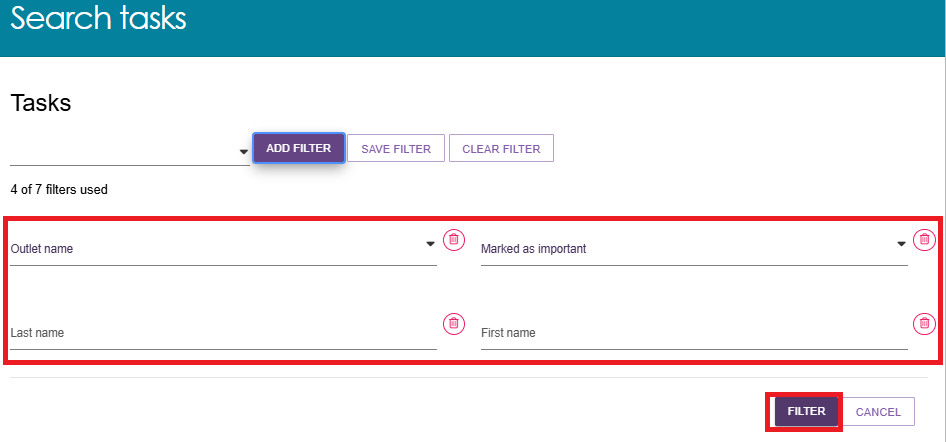 Search tasks
Tasks
ADD FILTER SAVE FILTER CLEAR FILTER
4 of 7 filters used
Outlet name Marked as important
Last name First name
FILTER CANCEL